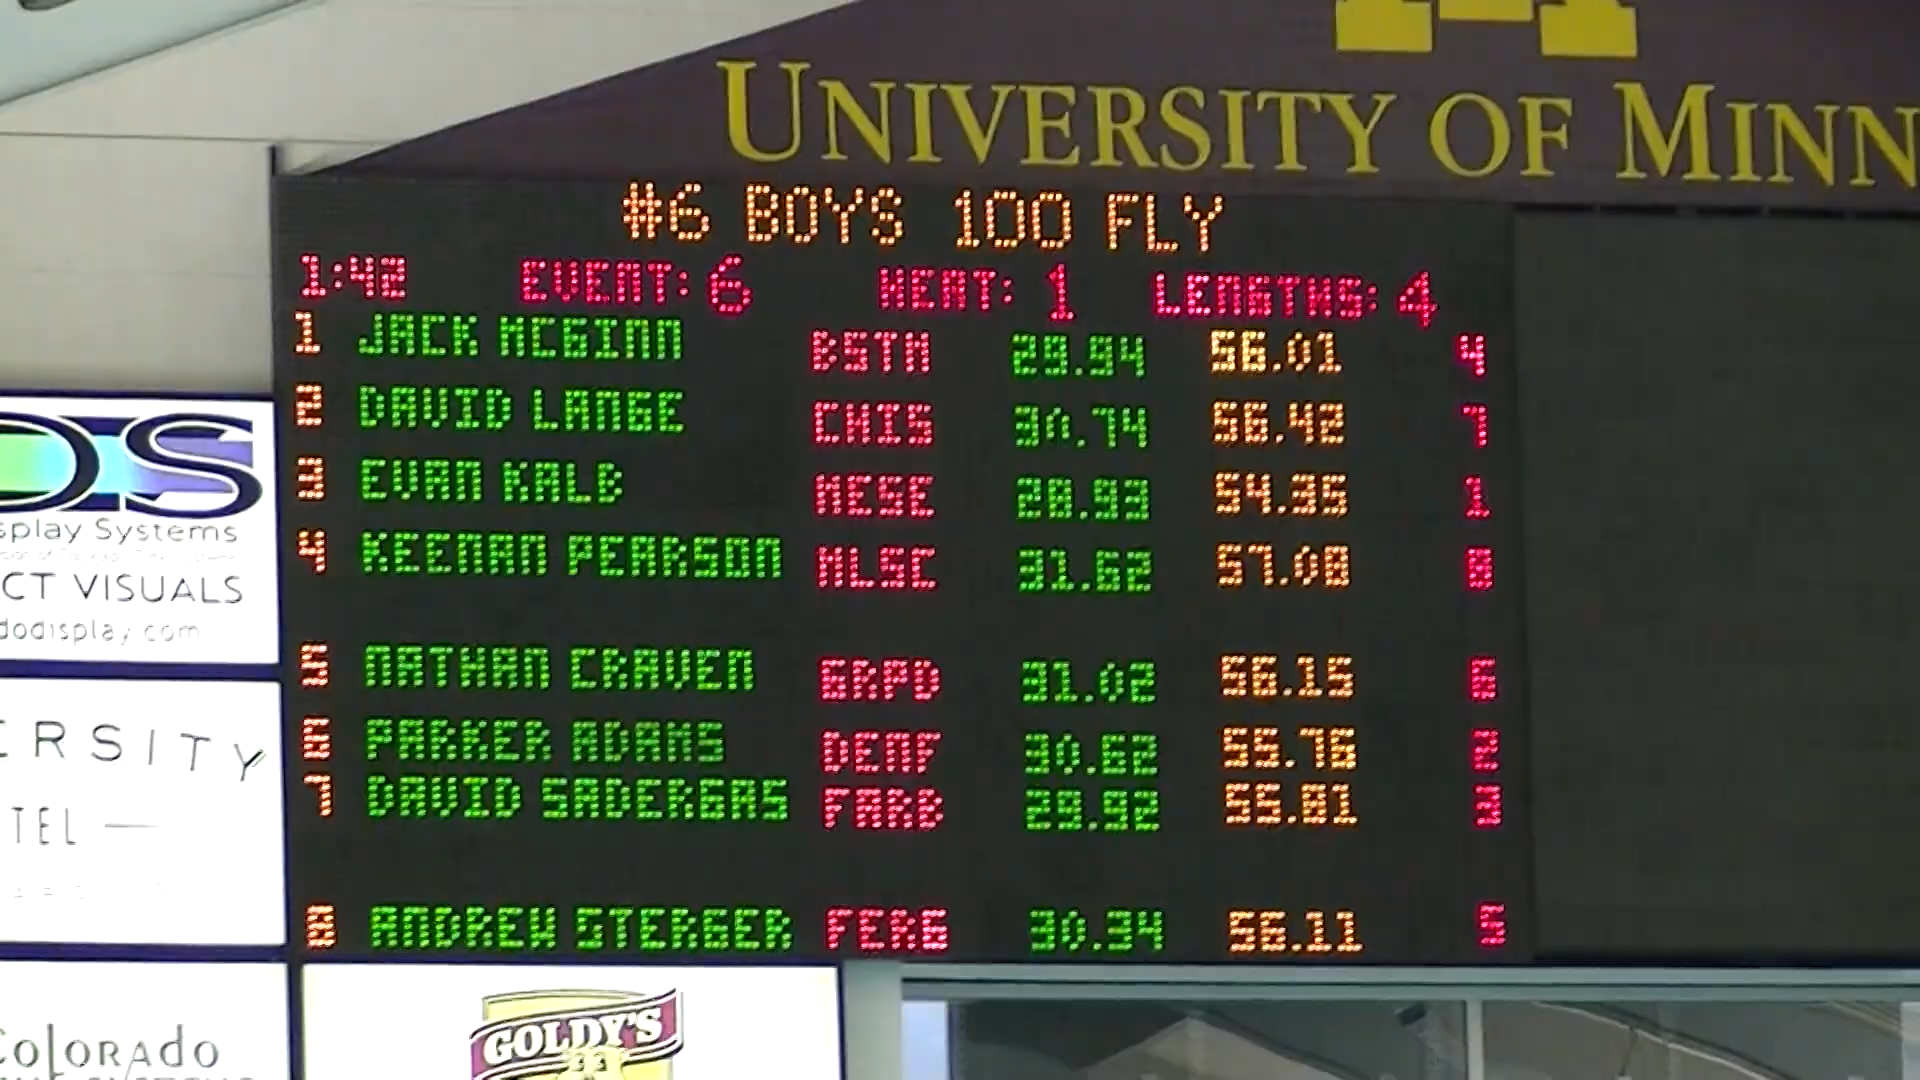 UNIVERSITY OF MINN
#6 BOYS 100 FLY
1:42 EVENT: 6 HEAT: 1 LENGTHS: 4
1 JACK MCGINN BSTM 29.94 56.01 4
2 DAVID LANGE CHIS 30.74 56.42 7
3 EVAN KALB MESE 28.93 54.35 1
4 KEENAN PEARSON MLSC 31.62 57.08 8
5 NATHAN CRAVEN GRPD 31.02 56.15 6
6 PARKER ADAMS DENF 30.62 55.76 2
7 DAVID SADERGAS FARB 29.92 55.81 3
8 ANDREW STERGER FERG 30.34 56.11 5
DS
splay Systems
CT VISUALS
dodisplay.com
ERSITY
TEL
Colorado
GOLDY'S